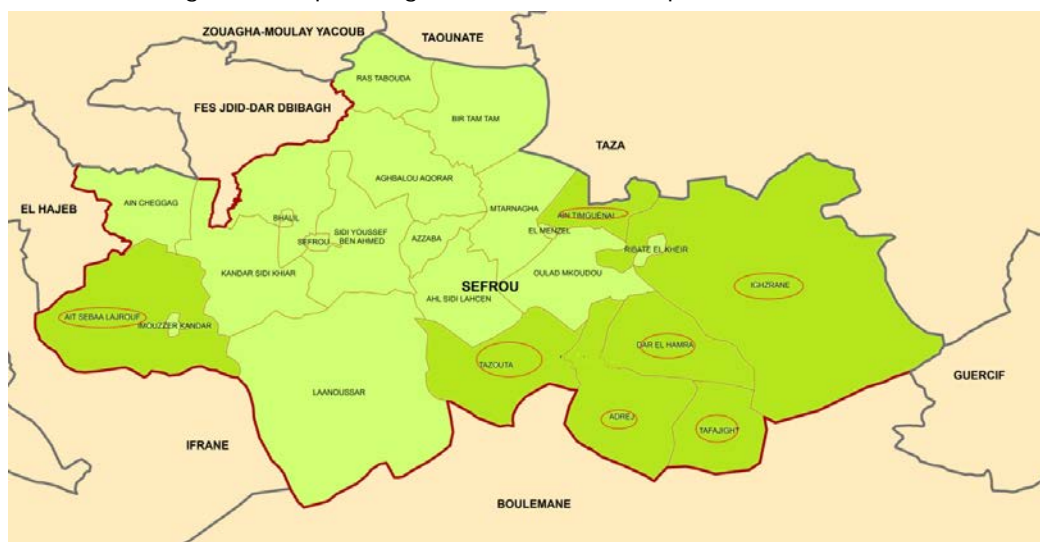 ZOUAGHA-MOULAY YACOUB
TAOUNATE
RAS TABOUDA
FES JDID-DAR DBIBAGH
BIR TAM TAM
TAZA
AGHBALOU AQORAR
EL HAJEB
AIN CHEGGAG
MTARNAGHA
AIN TIMGUENAI
BHALIL
SIDI YOUSSEF
BEN AHMED
EL MENZEL
SEFROU
AZZABA
RIBATE EL KHEIR
KANDAR SIDI KHIAR
OULAD MKOUDOU
SEFROU
IGHZRANE
AHL SIDI LAHCEN
AIT SEBAA LAJROUF
IMOUZZER KANDAR
DAR EL HAMRA
TAZOUTA
GUERCIF
LAANOUSSAR
ADREJ
TAFAJIGHT
IFRANE
BOULEMANE